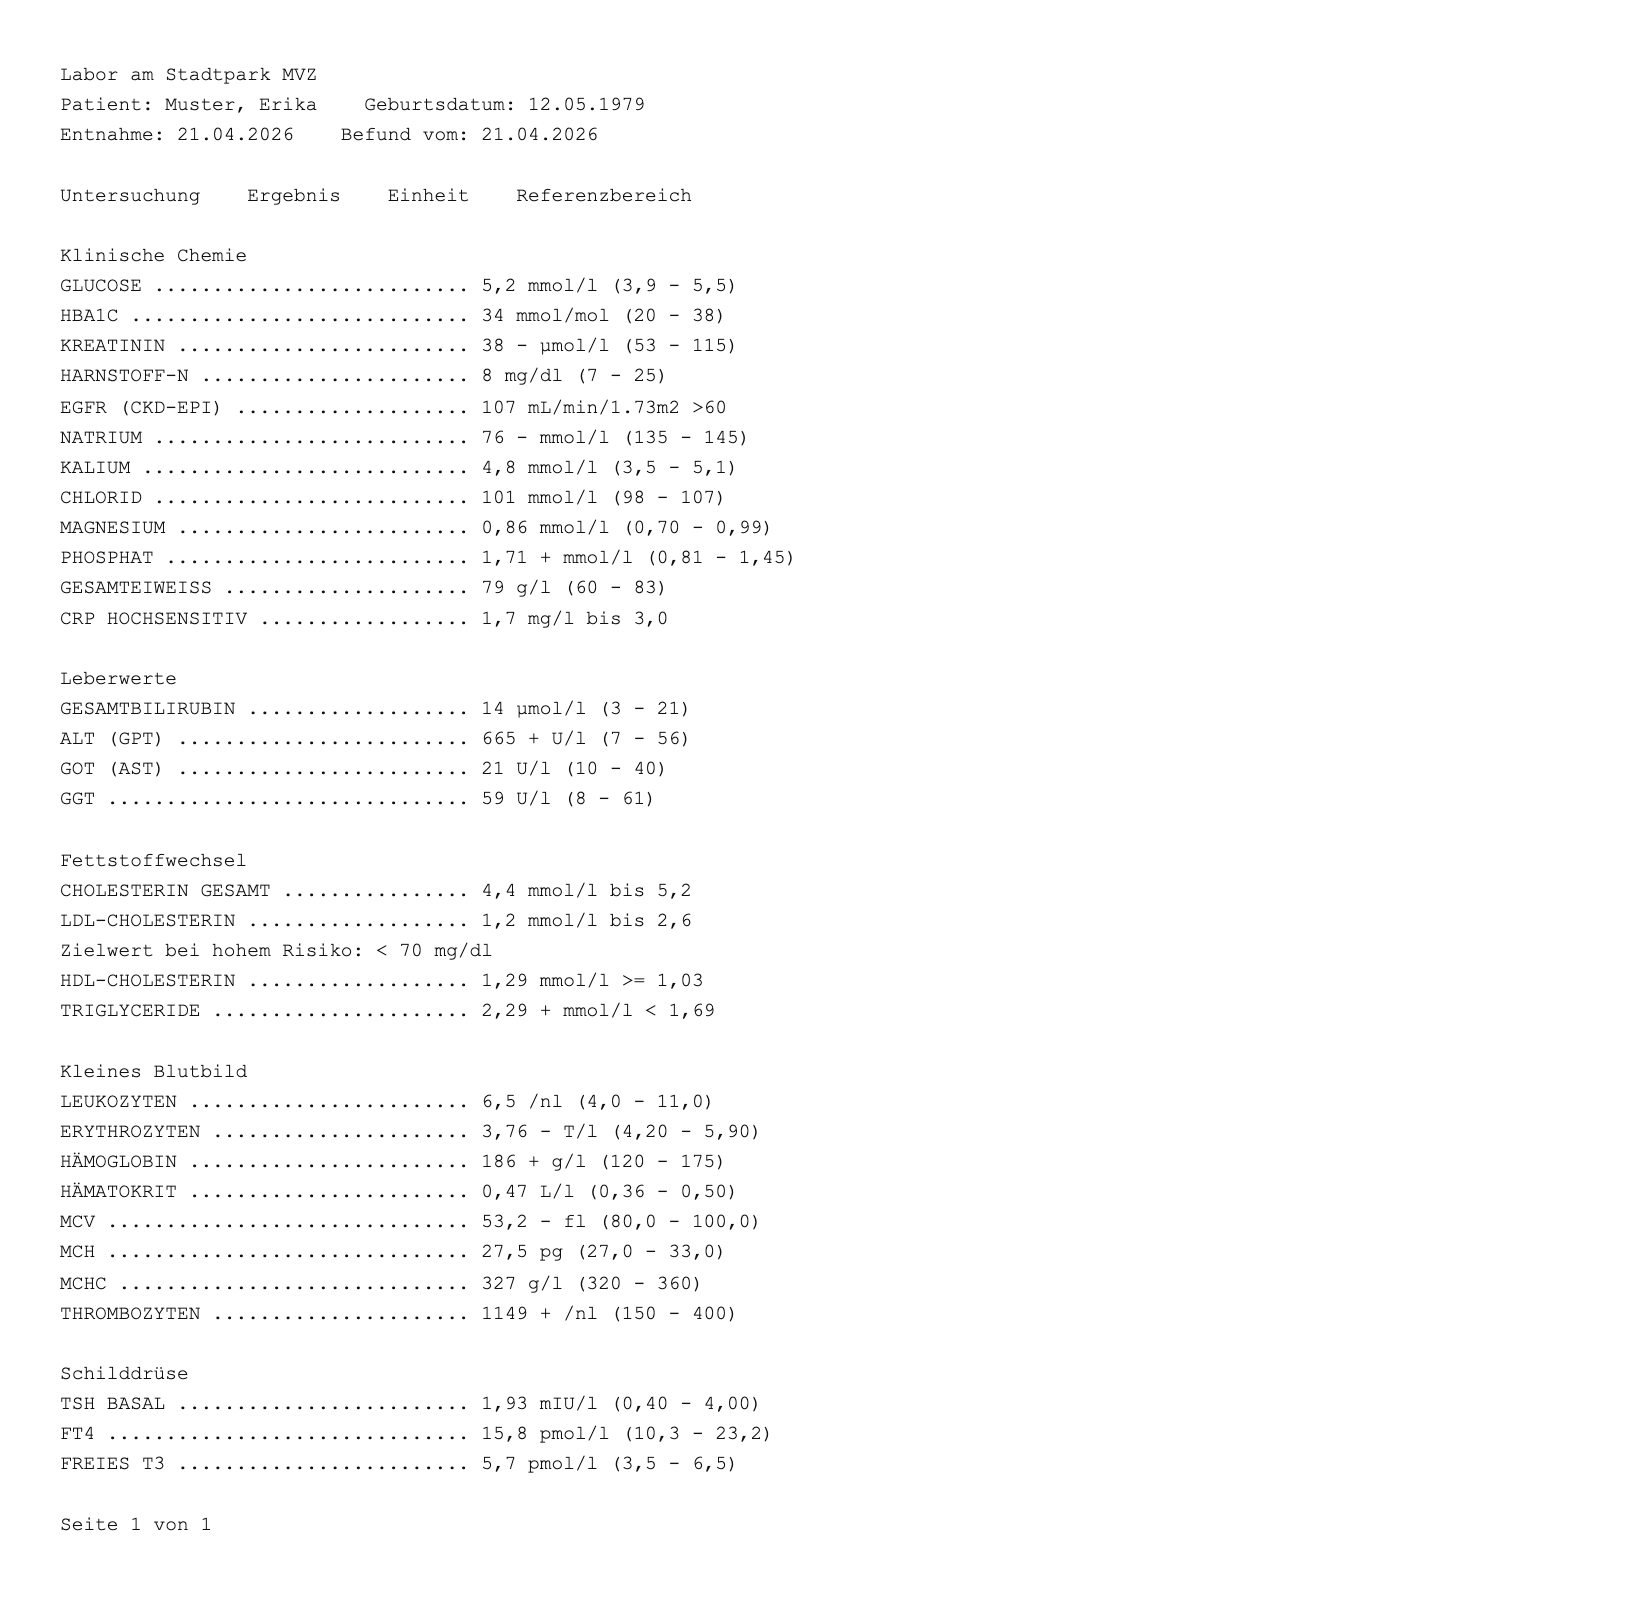 Labor am Stadtpark MVZ
Patient: Muster, Erika    Geburtsdatum: 12.05.1979
Entnahme: 21.04.2026    Befund vom: 21.04.2026

Untersuchung    Ergebnis    Einheit    Referenzbereich

Klinische Chemie
GLUCOSE ........................... 5,2 mmol/l (3,9 - 5,5)
HBA1C ............................. 34 mmol/mol (20 - 38)
KREATININ ......................... 38 - µmol/l (53 - 115)
HARNSTOFF-N ....................... 8 mg/dl (7 - 25)
EGFR (CKD-EPI) .................... 107 mL/min/1.73m2 >60
NATRIUM ........................... 76 - mmol/l (135 - 145)
KALIUM ............................ 4,8 mmol/l (3,5 - 5,1)
CHLORID ........................... 101 mmol/l (98 - 107)
MAGNESIUM ......................... 0,86 mmol/l (0,70 - 0,99)
PHOSPHAT .......................... 1,71 + mmol/l (0,81 - 1,45)
GESAMTEIWEISS ..................... 79 g/l (60 - 83)
CRP HOCHSENSITIV .................. 1,7 mg/l bis 3,0

Leberwerte
GESAMTBILIRUBIN ................... 14 µmol/l (3 - 21)
ALT (GPT) ......................... 665 + U/l (7 - 56)
GOT (AST) ......................... 21 U/l (10 - 40)
GGT ............................... 59 U/l (8 - 61)

Fettstoffwechsel
CHOLESTERIN GESAMT ................ 4,4 mmol/l bis 5,2
LDL-CHOLESTERIN ................... 1,2 mmol/l bis 2,6
Zielwert bei hohem Risiko: < 70 mg/dl
HDL-CHOLESTERIN ................... 1,29 mmol/l >= 1,03
TRIGLYCERIDE ...................... 2,29 + mmol/l < 1,69

Kleines Blutbild
LEUKOZYTEN ........................ 6,5 /nl (4,0 - 11,0)
ERYTHROZYTEN ...................... 3,76 - T/l (4,20 - 5,90)
HÄMOGLOBIN ........................ 186 + g/l (120 - 175)
HÄMATOKRIT ........................ 0,47 L/l (0,36 - 0,50)
MCV ............................... 53,2 - fl (80,0 - 100,0)
MCH ............................... 27,5 pg (27,0 - 33,0)
MCHC .............................. 327 g/l (320 - 360)
THROMBOZYTEN ...................... 1149 + /nl (150 - 400)

Schilddrüse
TSH BASAL ......................... 1,93 mIU/l (0,40 - 4,00)
FT4 ............................... 15,8 pmol/l (10,3 - 23,2)
FREIES T3 ......................... 5,7 pmol/l (3,5 - 6,5)

Seite 1 von 1